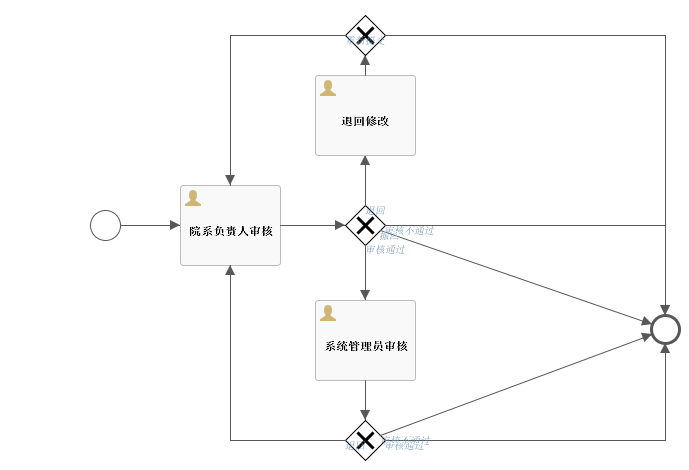 退回修改
院系负责人审核
退回
审核不通过
撤回
审核通过
系统管理员审核
审核不通过
退回
审核通过